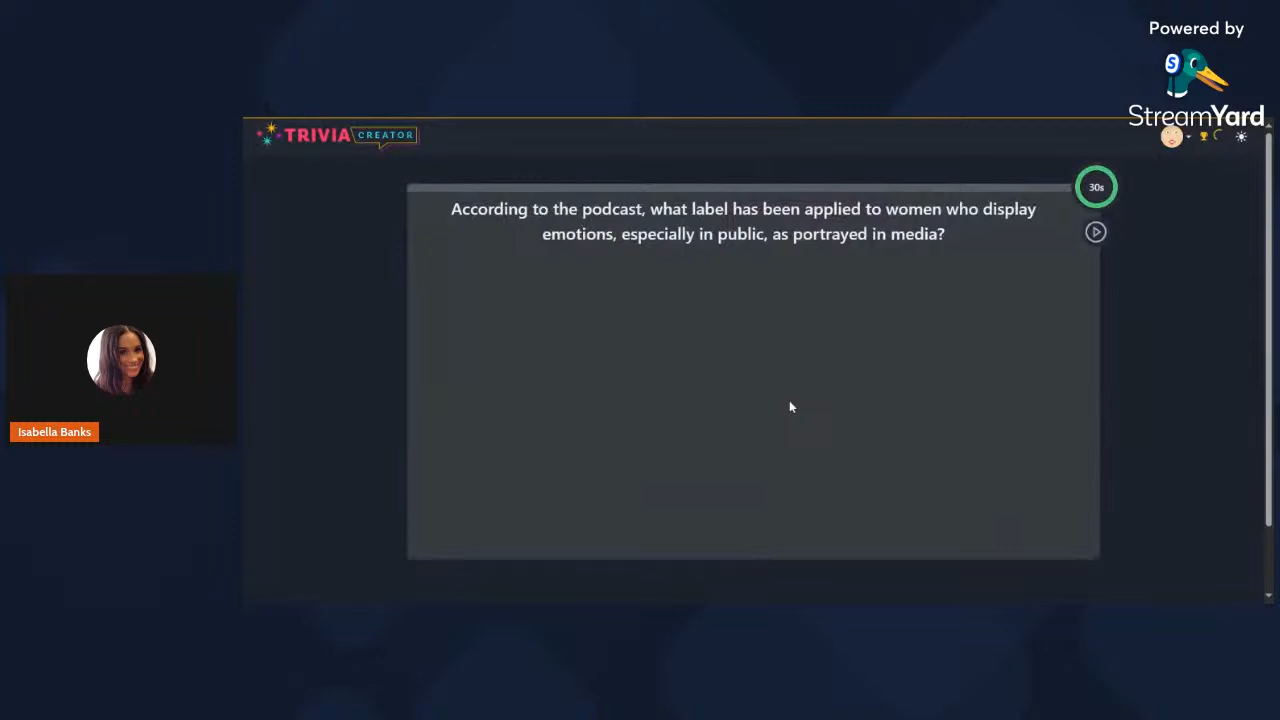 Powered by
S
StreamYard
TRIVIA CREATOR
30s
According to the podcast, what label has been applied to women who display
emotions, especially in public, as portrayed in media?
Isabella Banks